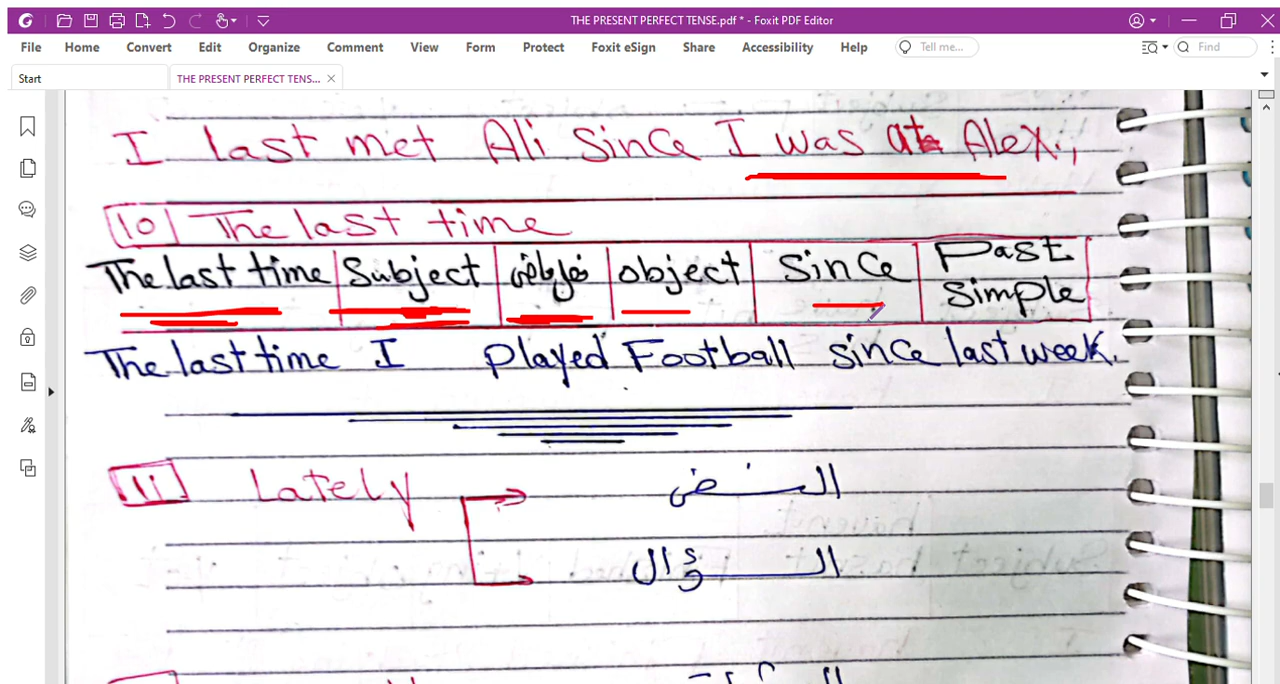 THE PRESENT PERFECT TENSE.pdf * - Foxit PDF Editor
File Home Convert Edit Organize Comment View Form Protect Foxit eSign Share Accessibility Help Tell me... Find
Start THE PRESENT PERFECT TENS...
I last met Ali since I was at Alex.,
10 The last time
The last time Subject object since Past Simple
The last time I Played Football since last week.
11 Lately
السؤال